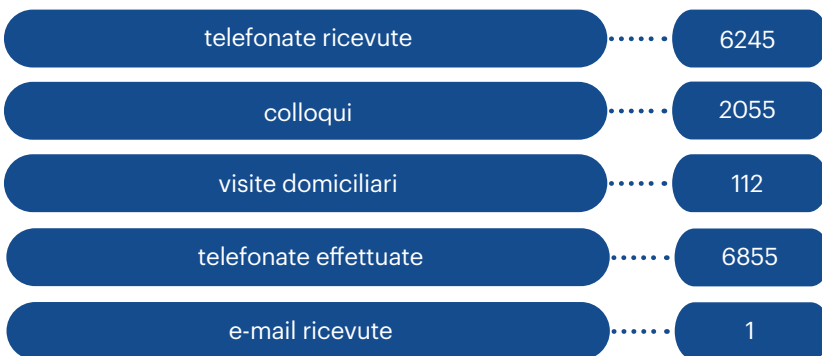 telefonate ricevute 6245
colloqui 2055
visite domiciliari 112
telefonate effettuate 6855
e-mail ricevute 1